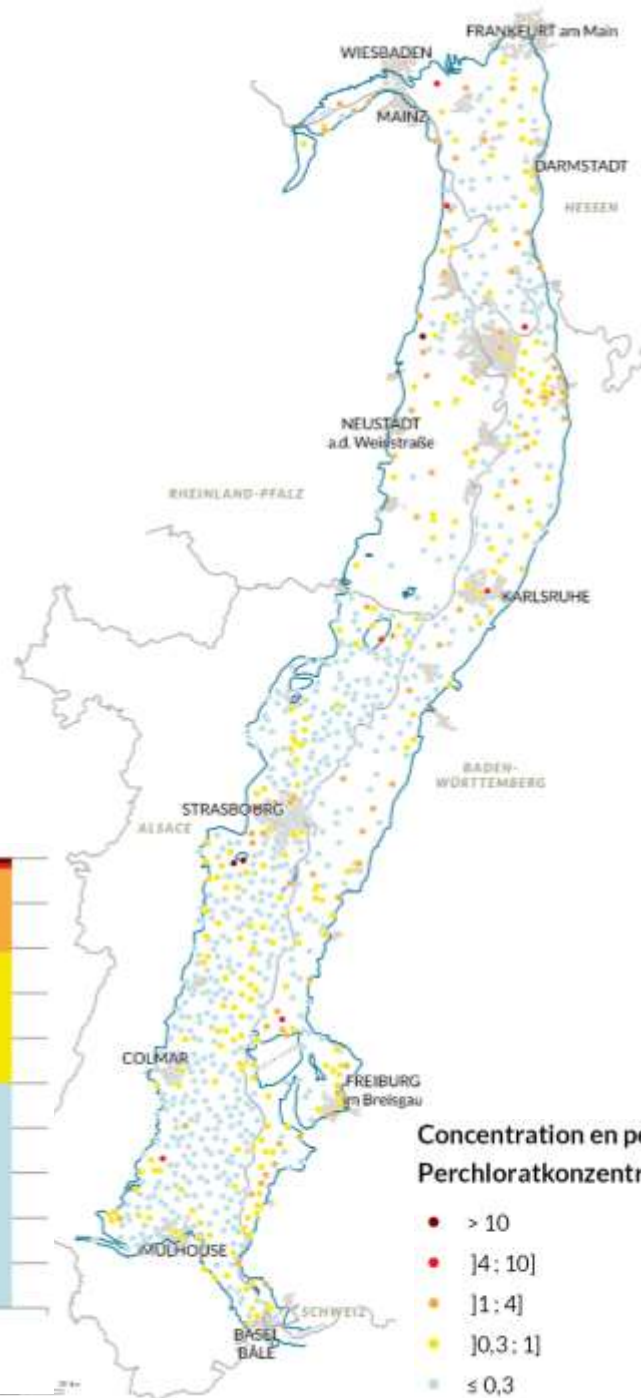 FRANKFURT am Main
WIESBADEN
MAINZ
DARMSTADT
HESSEN
NEUSTADT
a.d. Weinstraße
RHEINLAND-PFALZ
KARLSRUHE
BADEN-
WÜRTTEMBERG
STRASBOURG
ALSACE
COLMAR
FREIBURG
m Breisgau
MULHOUSE
SCHWEIZ
BASEL
BÂLE
Concentration en pe
Perchloratkonzentr
> 10
]4 : 10]
]1 : 4]
]0,3 : 1]
≤ 0,3